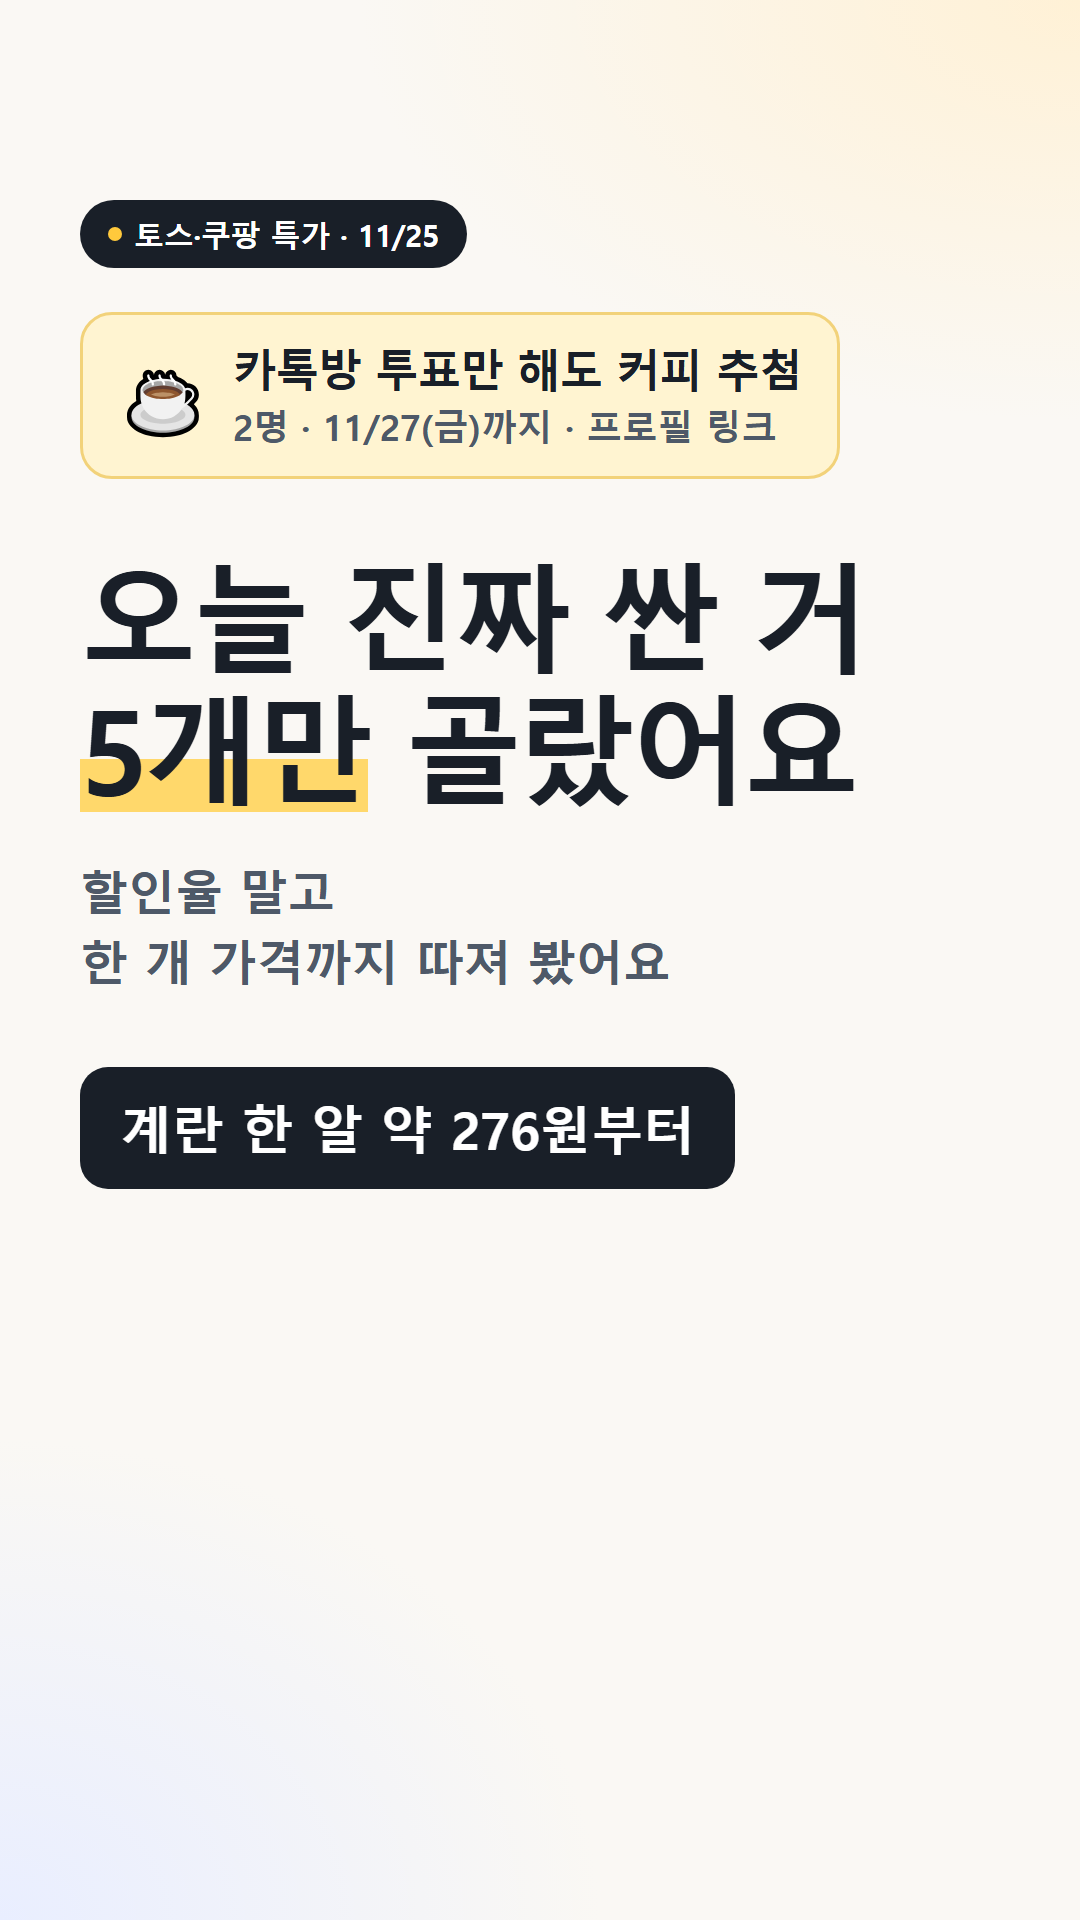 토스·쿠팡 특가 · 11/25
카톡방 투표만 해도 커피 추첨
2명 · 11/27(금)까지 · 프로필 링크
오늘 진짜 싼 거
5개만 골랐어요
할인율 말고
한 개 가격까지 따져 봤어요
계란 한 알 약 276원부터